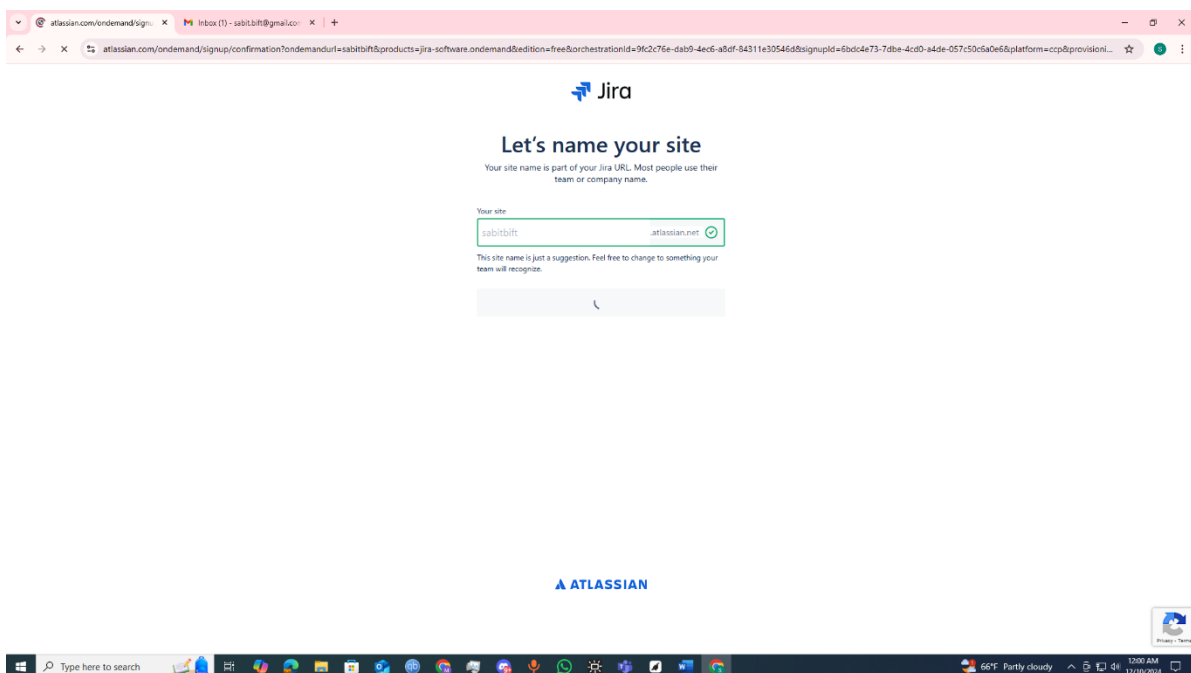 atlassian.com/ondemand/signu
Inbox (1) - sabit.bift@gmail.cor
atlassian.com/ondemand/signup/confirmation?ondemandurl=sabitbift&products=jira-software.ondemand&edition=free&orchestrationId=9fc2c76e-dab9-4ec6-a8df-84311e30546d&signupId=6bdc4e73-7dbe-4cd0-a4de-057c50c6a0e6&platform=ccp&provisioni...
S
Jira
Let's name your site
Your site name is part of your Jira URL. Most people use their
team or company name.
Your site
sabitbift .atlassian.net
This site name is just a suggestion. Feel free to change to something your
team will recognize.
ATLASSIAN
Privacy - Terms
Type here to search
66°F Partly cloudy
12:00 AM
12/10/2024